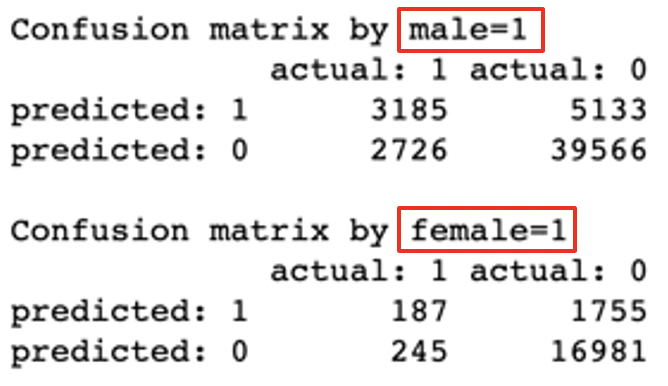 Confusion matrix by male=1
actual: 1 actual: 0
predicted: 1 3185 5133
predicted: 0 2726 39566
Confusion matrix by female=1
actual: 1 actual: 0
predicted: 1 187 1755
predicted: 0 245 16981